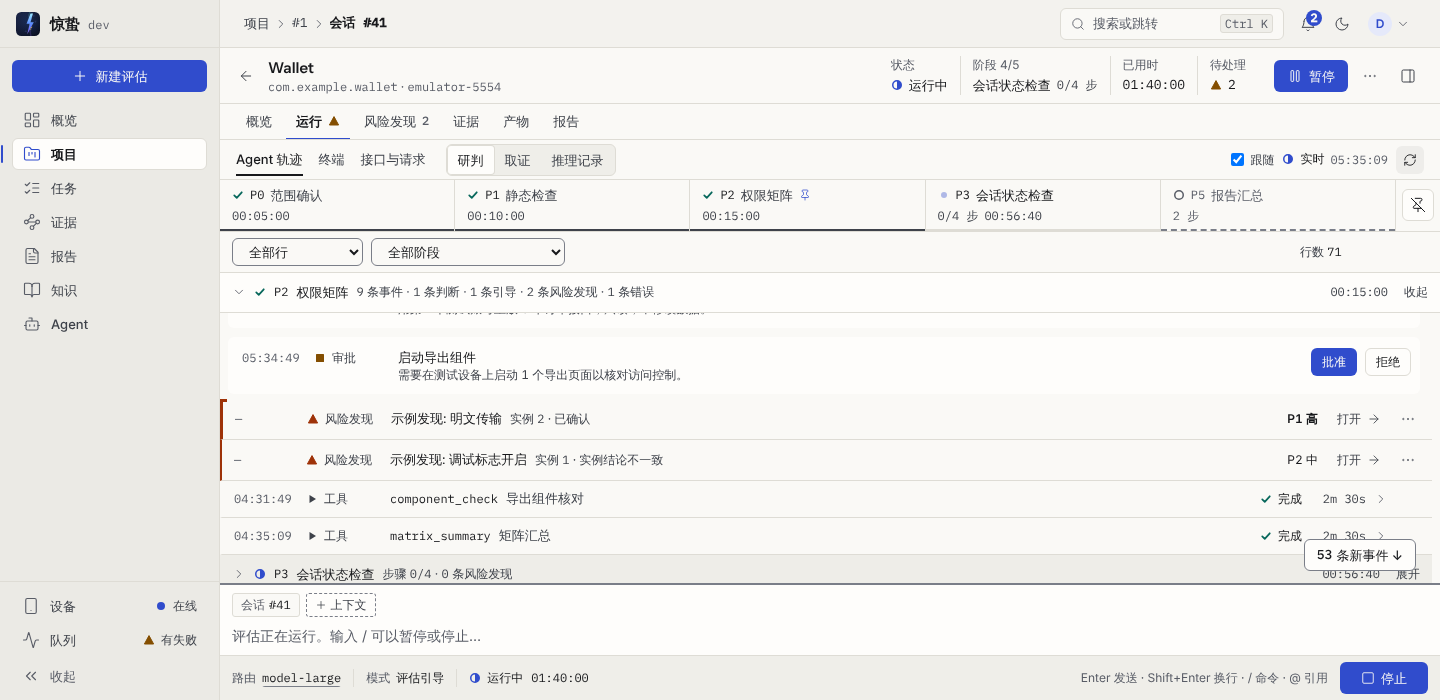 惊蛰 dev
项目 > #1 > 会话 #41
搜索或跳转 Ctrl K
2
D
新建评估
概览
项目
任务
证据
报告
知识
Agent
设备 在线
队列 有失败
收起
Wallet
com.example.wallet · emulator-5554
状态
运行中
阶段 4/5
会话状态检查 0/4 步
已用时
01:40:00
待处理
2
暂停
概览 运行 风险发现 2 证据 产物 报告
Agent 轨迹 终端 接口与请求 研判 取证 推理记录
跟随 实时 05:35:09
P0 范围确认
00:05:00
P1 静态检查
00:10:00
P2 权限矩阵
00:15:00
P3 会话状态检查
0/4 步 00:56:40
P5 报告汇总
2 步
全部行 全部阶段 行数 71
P2 权限矩阵 9 条事件 · 1 条判断 · 1 条引导 · 2 条风险发现 · 1 条错误 00:15:00 收起
05:34:49 审批 启动导出组件
需要在测试设备上启动 1 个导出页面以核对访问控制。
批准 拒绝
— 风险发现 示例发现: 明文传输 实例 2 · 已确认 P1 高 打开 →
— 风险发现 示例发现: 调试标志开启 实例 1 · 实例结论不一致 P2 中 打开 →
04:31:49 工具 component_check 导出组件核对 完成 2m 30s
04:35:09 工具 matrix_summary 矩阵汇总 完成 2m 30s
53 条新事件 ↓
P3 会话状态检查 步骤 0/4 · 0 条风险发现 00:56:40 展开
会话 #41 + 上下文
评估正在运行。输入 / 可以暂停或停止…
路由 model-large 模式 评估引导 运行中 01:40:00
Enter 发送 · Shift+Enter 换行 · / 命令 · @ 引用
停止